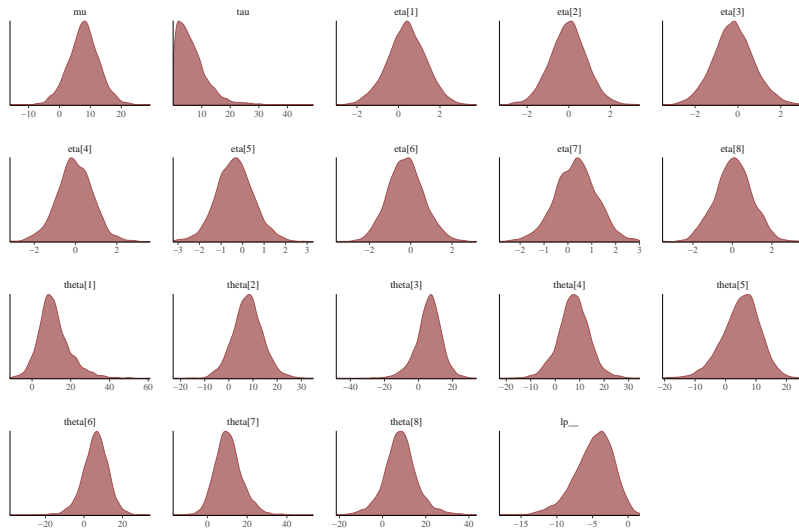 mu tau eta[1] eta[2] eta[3]
−10 0 10 20 10 20 30 40 −2 0 2 −2 0 2 −2 0 2
eta[4] eta[5] eta[6] eta[7] eta[8]
−2 0 2 −3 −2 −1 0 1 2 3 −2 0 2 −2 −1 0 1 2 3 −2 0 2
theta[1] theta[2] theta[3] theta[4] theta[5]
0 20 40 60 −20 −10 0 10 20 30 −40 −20 0 20 −20 −10 0 10 20 30 −20 −10 0 10 20
theta[6] theta[7] theta[8] lp__
−20 0 20 0 20 40 −20 0 20 40 −15 −10 −5 0